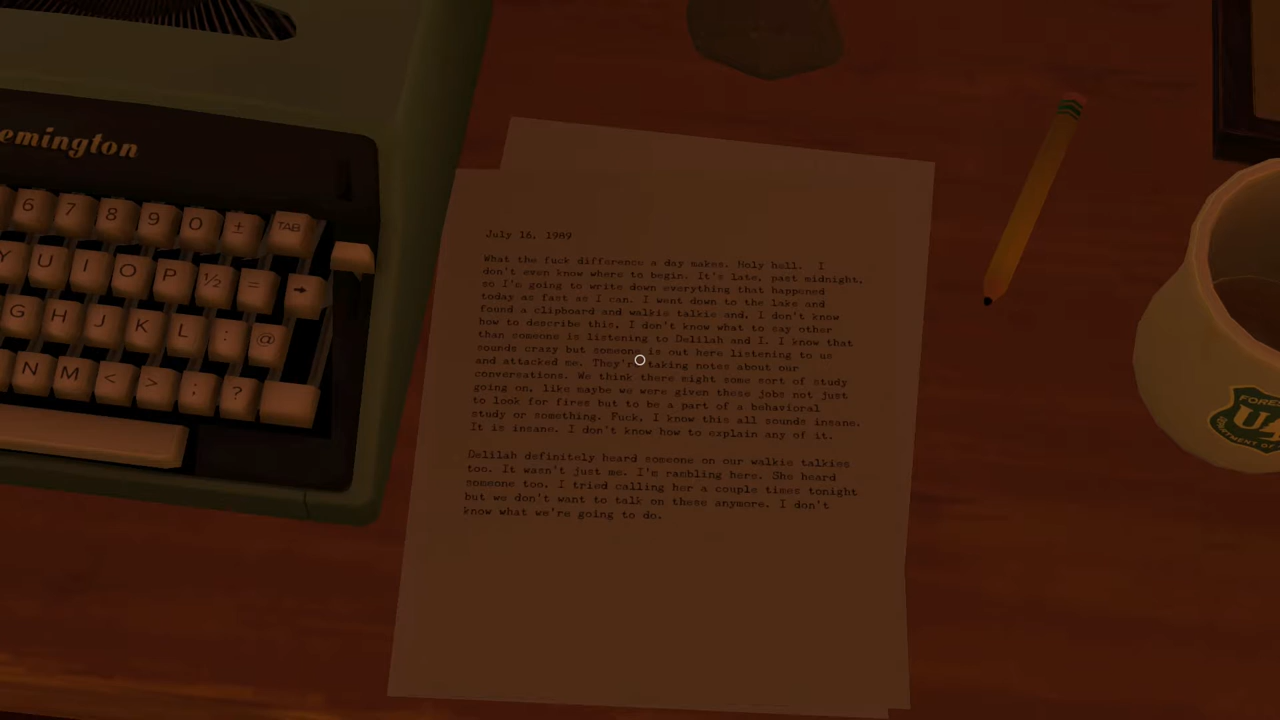 emington
6 7 8 9 0 ± TAB
Y U I O P ½ = →
G H J K L : @
N M < > ; ?
July 16, 1989
What the fuck difference a day makes. Holy hell. I
don't even know where to begin. It's late, past midnight,
so I'm going to write down everything that happened
today as fast as I can. I went down to the lake and
found a clipboard and walkie talkie and, I don't know
how to describe this, I don't know what to say other
than someone is listening to Delilah and I. I know that
sounds crazy but someone is out here listening to us
and attacked me. They're taking notes about our
conversations. We think there might some sort of study
going on, like maybe we were given these jobs not just
to look for fires but to be a part of a behavioral
study or something. Fuck, I know this all sounds insane.
It is insane. I don't know how to explain any of it.
Delilah definitely heard someone on our walkie talkies
too. It wasn't just me. I'm rambling here. She heard
someone too. I tried calling her a couple times tonight
but we don't want to talk on these anymore. I don't
know what we're going to do.
FORE
U